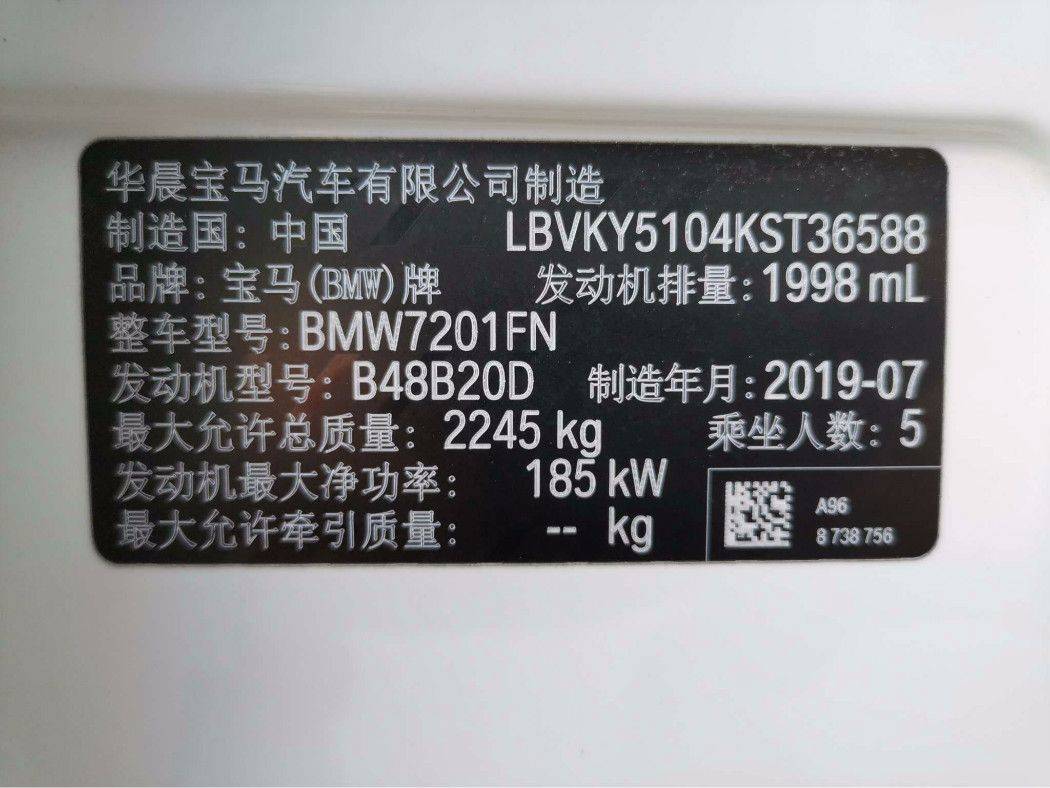 华晨宝马汽车有限公司制造
制造国：中国 LBVKY5104KST36588
品牌：宝马(BMW)牌 发动机排量：1998 mL
整车型号：BMW7201FN
发动机型号：B48B20D 制造年月：2019-07
最大允许总质量：2245 kg 乘坐人数：5
发动机最大净功率：185 kW
最大允许牵引质量：-- kg
A96
8 738 756